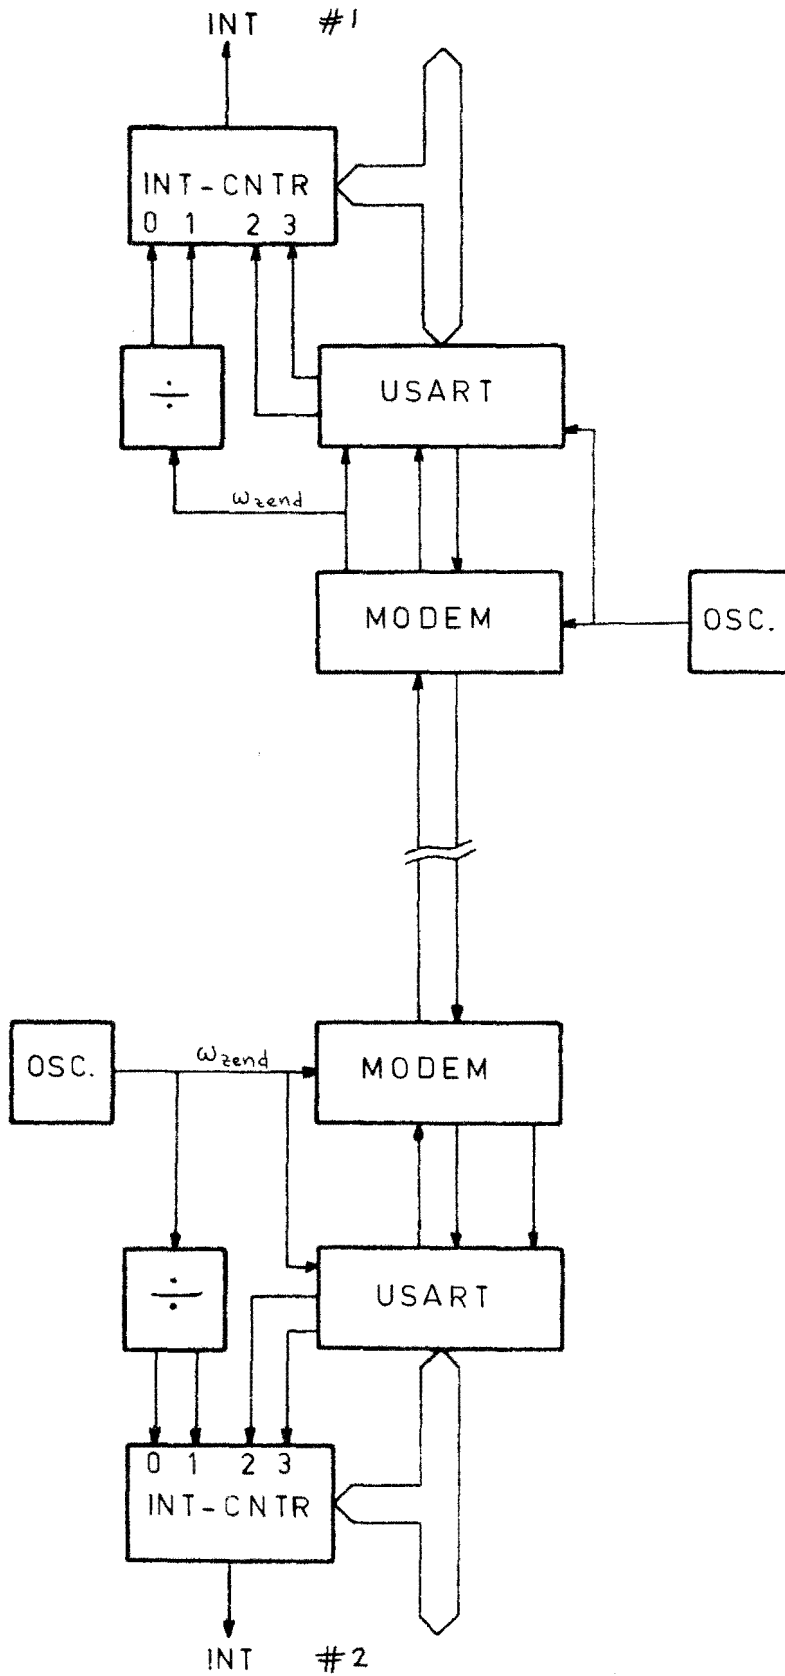 INT #1
INT-CNTR
0 1 2 3
÷
USART
ωzend
MODEM
OSC.
OSC.
ωzend
MODEM
÷
USART
0 1 2 3
INT-CNTR
INT #2